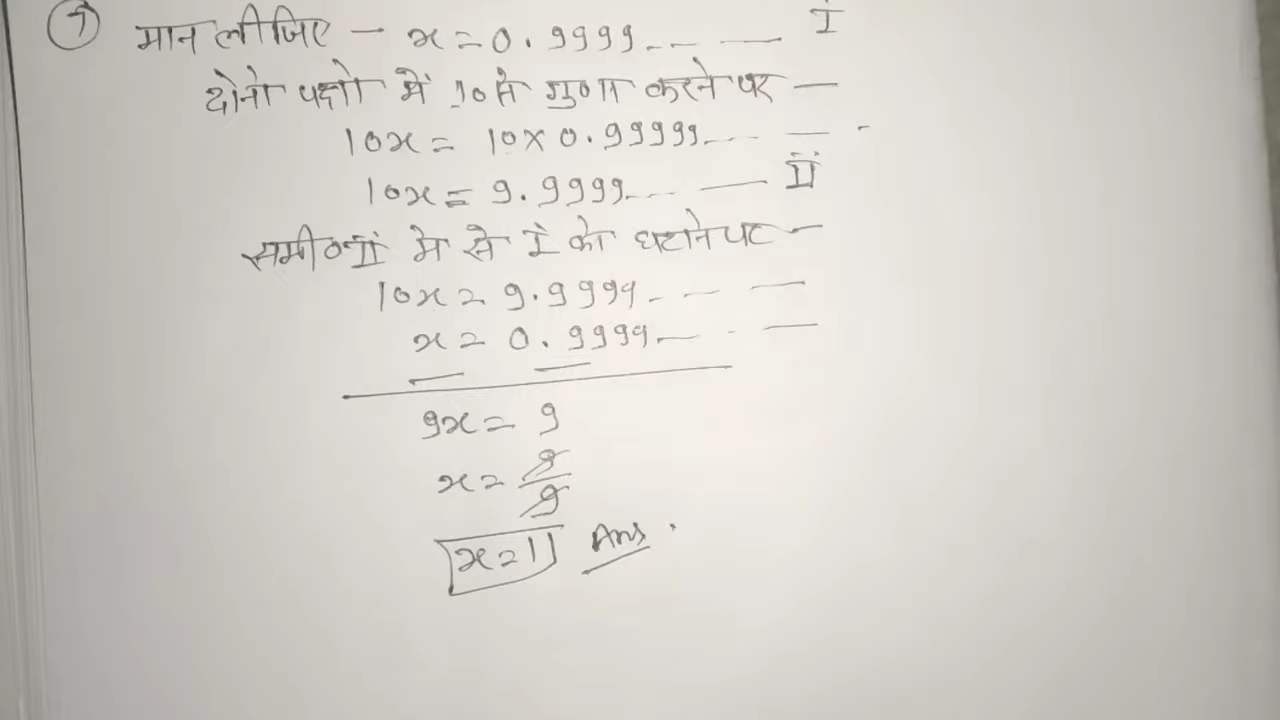 7 मान लीजिए - x = 0.9999... — I
दोनो पक्षो में 10 से गुणा करने पर —
10x = 10 × 0.99999... —
10x = 9.9999... — II
समी० II मे से I को घटाने पर —
10x = 9.9999... —
x = 0.9999... —
— —
9x = 9
x = 9/9
x = 1 Ans.